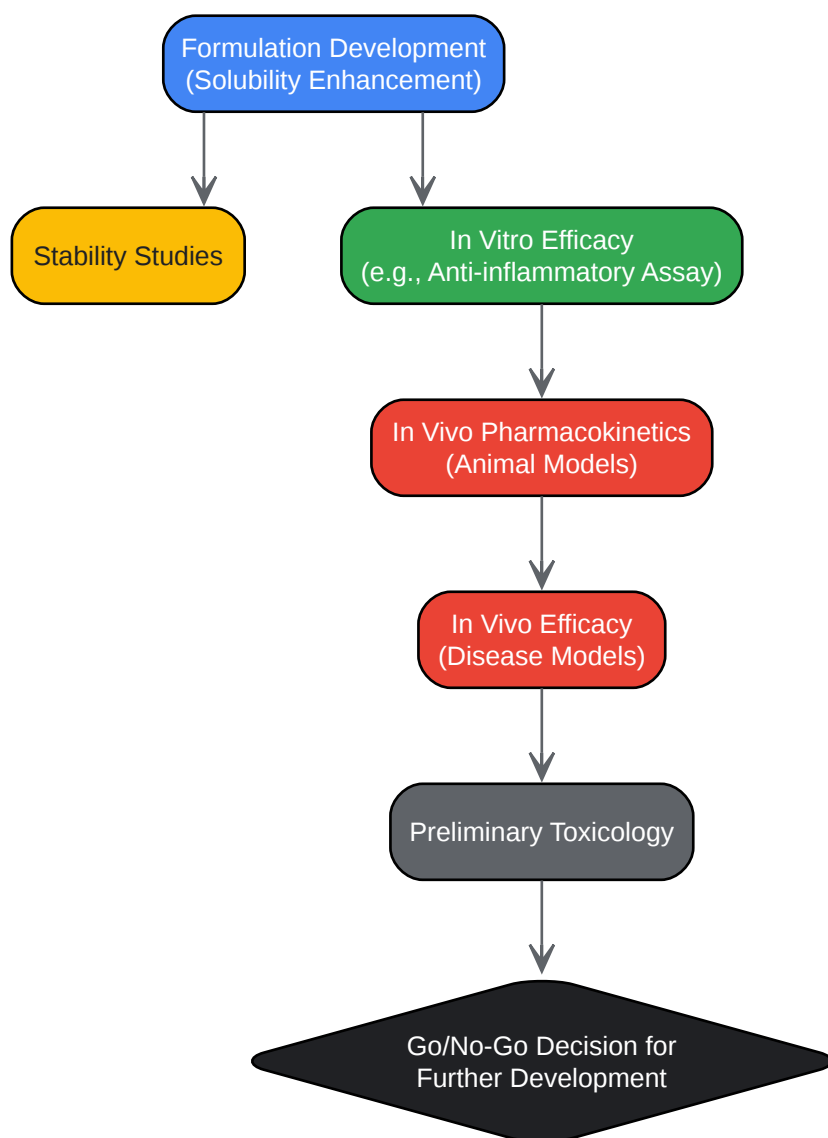 Formulation Development
(Solubility Enhancement)
Stability Studies
In Vitro Efficacy
(e.g., Anti-inflammatory Assay)
In Vivo Pharmacokinetics
(Animal Models)
In Vivo Efficacy
(Disease Models)
Preliminary Toxicology
Go/No-Go Decision for
Further Development